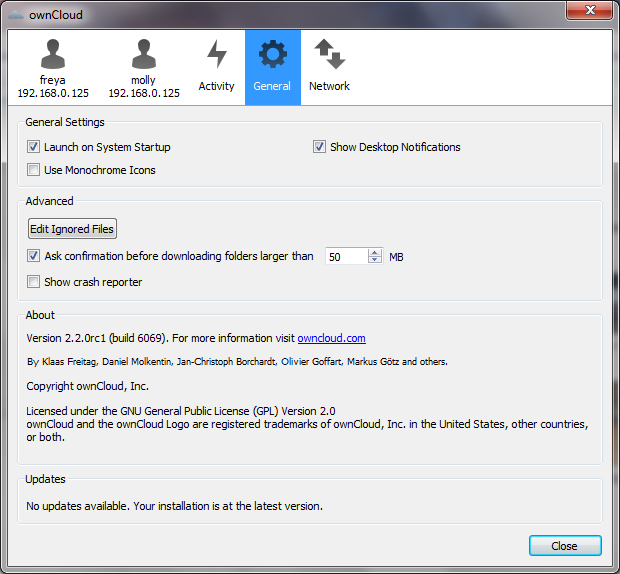 ownCloud
freya
192.168.0.125
molly
192.168.0.125
Activity
General
Network
General Settings
Launch on System Startup
Show Desktop Notifications
Use Monochrome Icons
Advanced
Edit Ignored Files
Ask confirmation before downloading folders larger than 50 MB
Show crash reporter
About
Version 2.2.0rc1 (build 6069). For more information visit owncloud.com
By Klaas Freitag, Daniel Molkentin, Jan-Christoph Borchardt, Olivier Goffart, Markus Götz and others.
Copyright ownCloud, Inc.
Licensed under the GNU General Public License (GPL) Version 2.0
ownCloud and the ownCloud Logo are registered trademarks of ownCloud, Inc. in the United States, other countries,
or both.
Updates
No updates available. Your installation is at the latest version.
Close